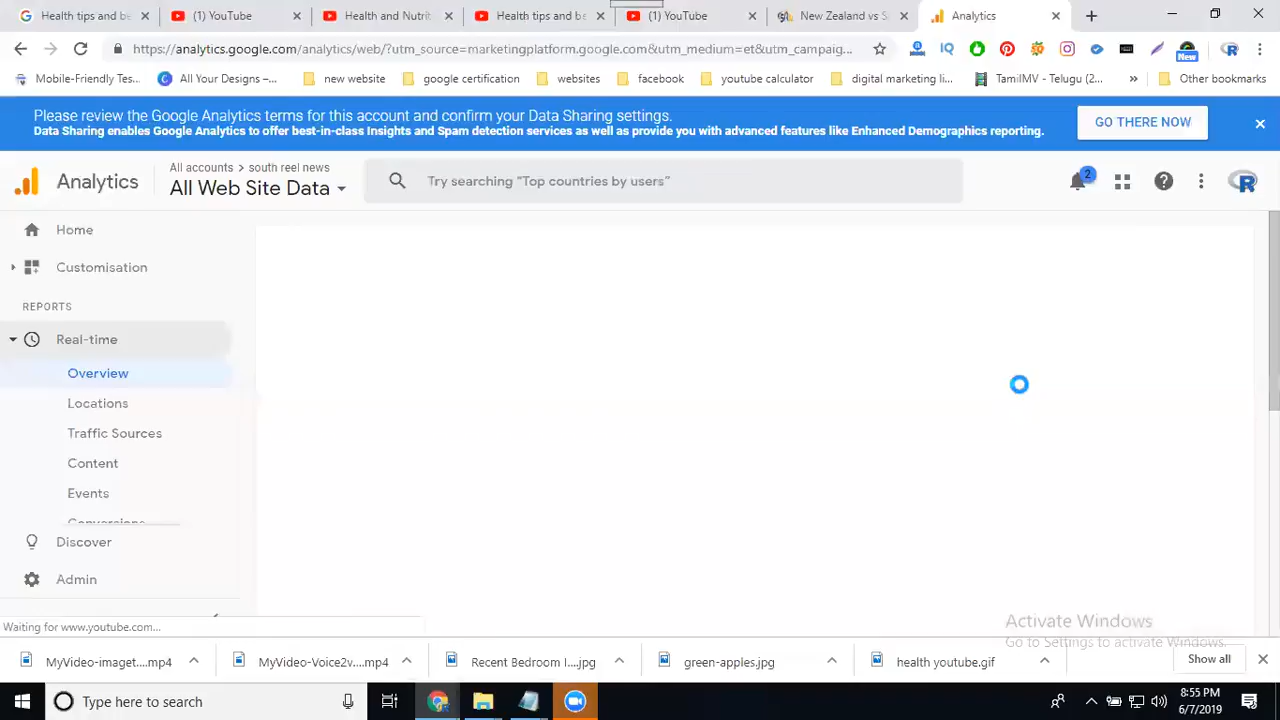 Health tips and be
(1) YouTube
Health and Nutrit
Health tips and be
(1) YouTube
New Zealand vs S
Analytics
https://analytics.google.com/analytics/web/?utm_source=marketingplatform.google.com&utm_medium=et&utm_campaig...
New
Mobile-Friendly Tes...
All Your Designs –...
new website
google certification
websites
facebook
youtube calculator
digital marketing li...
TamilMV - Telugu (2...
Other bookmarks
Please review the Google Analytics terms for this account and confirm your Data Sharing settings.
Data Sharing enables Google Analytics to offer best-in-class Insights and Spam detection services as well as provide you with advanced features like Enhanced Demographics reporting.
GO THERE NOW
Analytics
All accounts > south reel news
All Web Site Data
Try searching "Top countries by users"
2
Home
Customisation
REPORTS
Real-time
Overview
Locations
Traffic Sources
Content
Events
Conversions
Discover
Admin
Waiting for www.youtube.com...
Activate Windows
Go to Settings to activate Windows.
MyVideo-imaget....mp4
MyVideo-Voice2v....mp4
Recent Bedroom I....jpg
green-apples.jpg
health youtube.gif
Show all
Type here to search
8:55 PM
6/7/2019